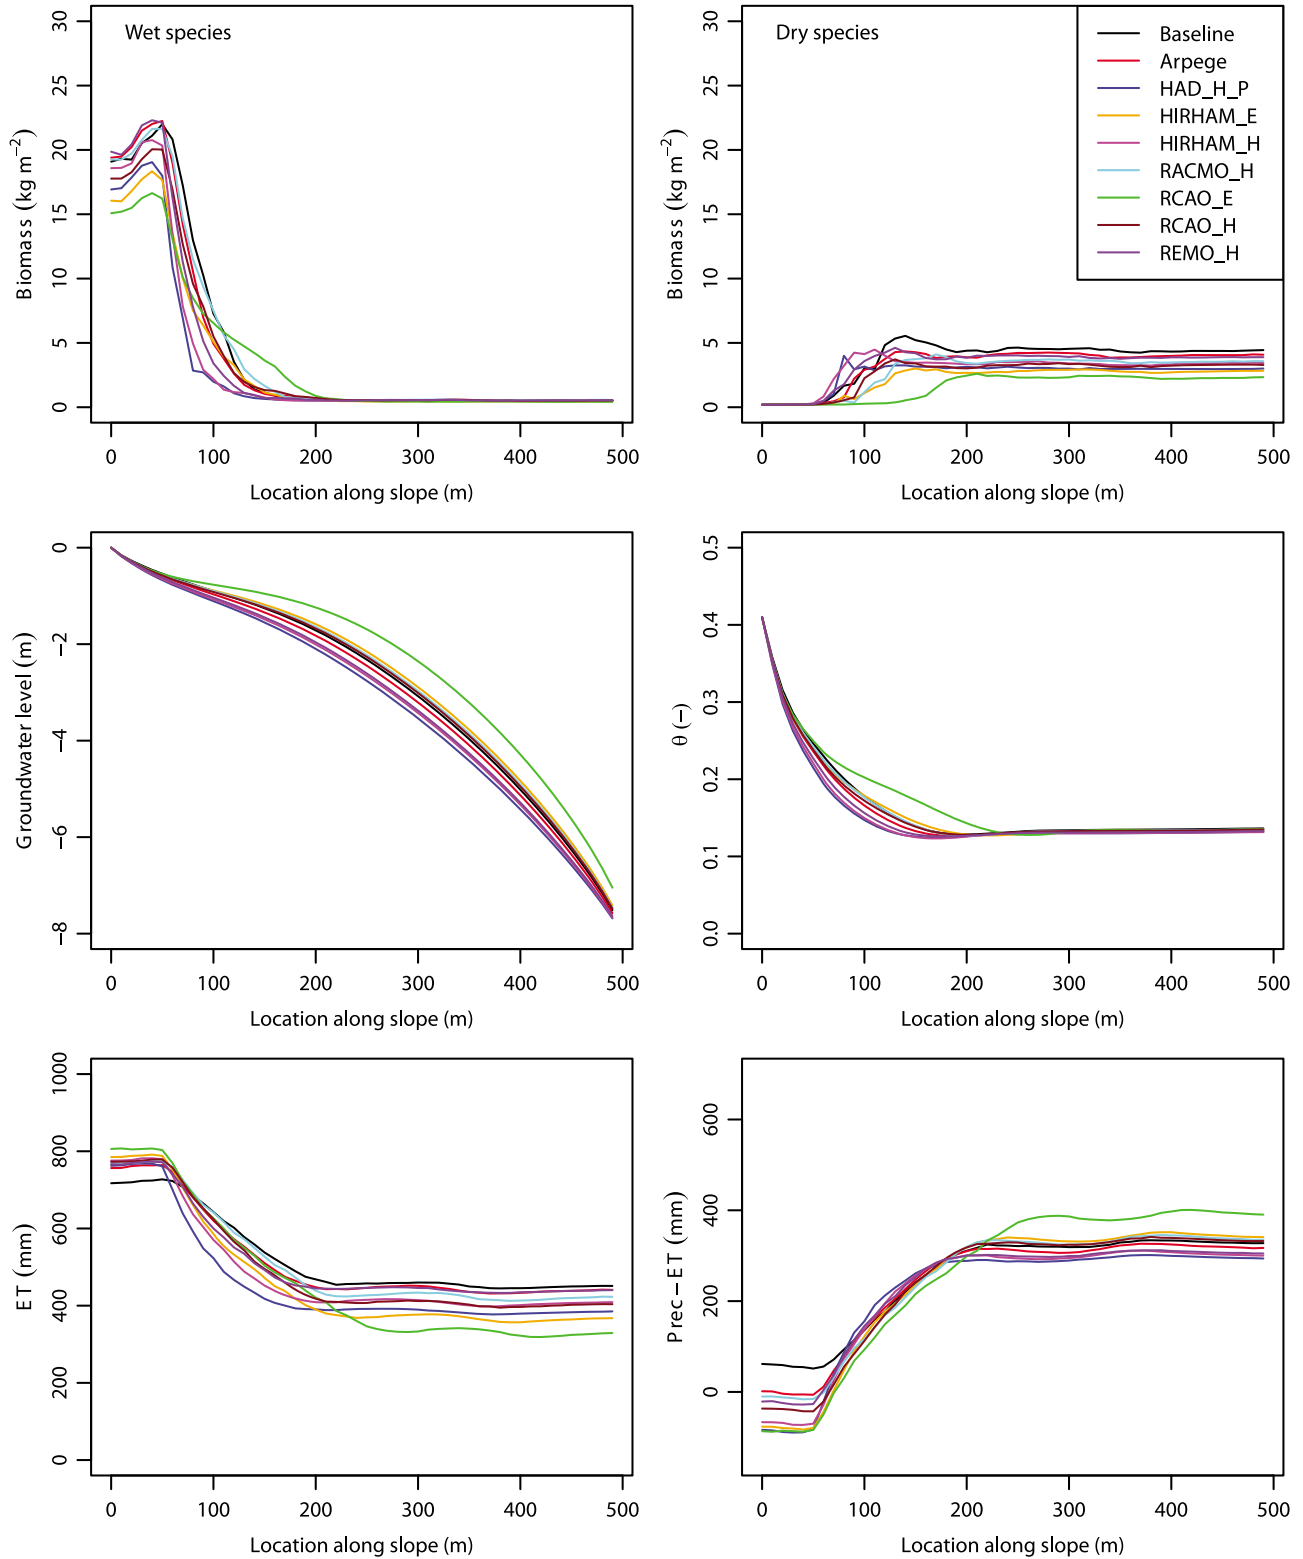 Wet species
Biomass (kg m−2)
0 5 10 15 20 25 30
0 100 200 300 400 500
Location along slope (m)
Dry species
Biomass (kg m−2)
0 5 10 15 20 25 30
0 100 200 300 400 500
Location along slope (m)
Baseline
Arpege
HAD_H_P
HIRHAM_E
HIRHAM_H
RACMO_H
RCAO_E
RCAO_H
REMO_H
Groundwater level (m)
−8 −6 −4 −2 0
0 100 200 300 400 500
Location along slope (m)
θ (−)
0.0 0.1 0.2 0.3 0.4 0.5
0 100 200 300 400 500
Location along slope (m)
ET (mm)
0 200 400 600 800 1000
0 100 200 300 400 500
Location along slope (m)
Prec−ET (mm)
0 200 400 600
0 100 200 300 400 500
Location along slope (m)